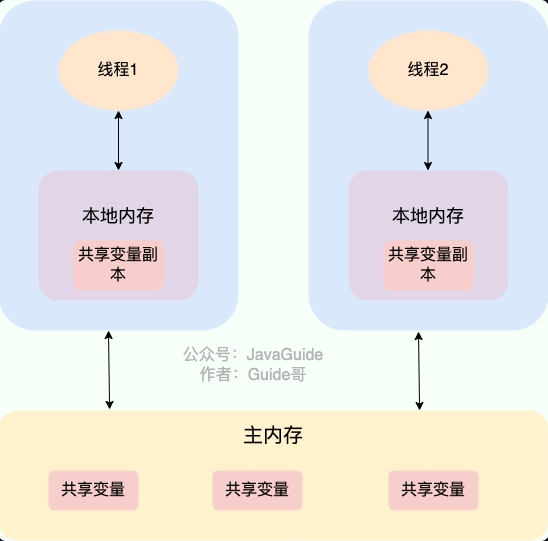 线程1
线程2
本地内存
共享变量副
本
本地内存
共享变量副
本
公众号：JavaGuide
作者：Guide哥
主内存
共享变量
共享变量
共享变量